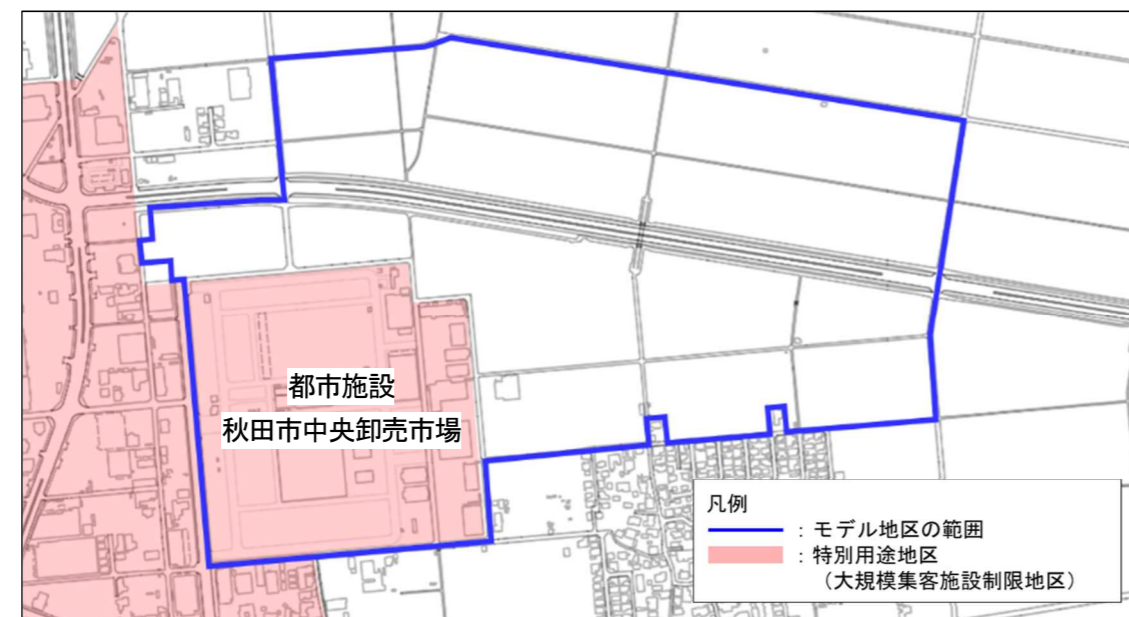 都市施設
秋田市中央卸売市場
凡例
：モデル地区の範囲
：特別用途地区
（大規模集客施設制限地区）